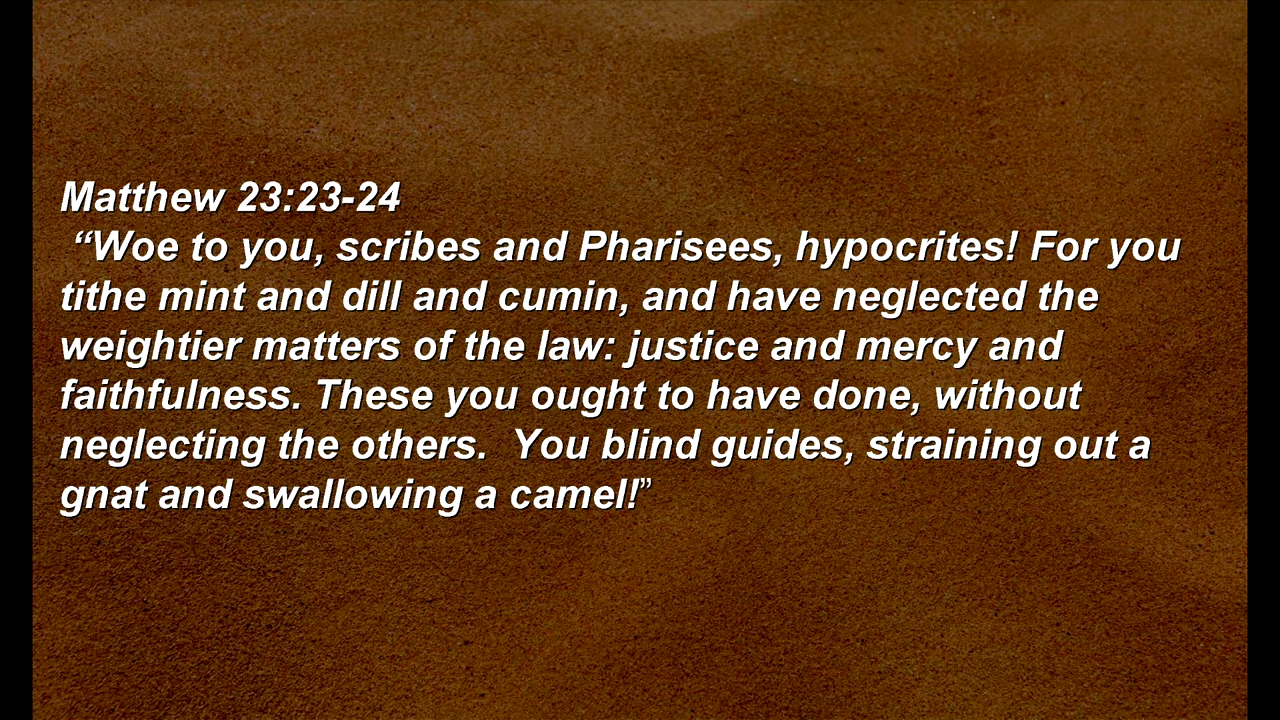 Matthew 23:23-24
“Woe to you, scribes and Pharisees, hypocrites! For you
tithe mint and dill and cumin, and have neglected the
weightier matters of the law: justice and mercy and
faithfulness. These you ought to have done, without
neglecting the others.  You blind guides, straining out a
gnat and swallowing a camel!”